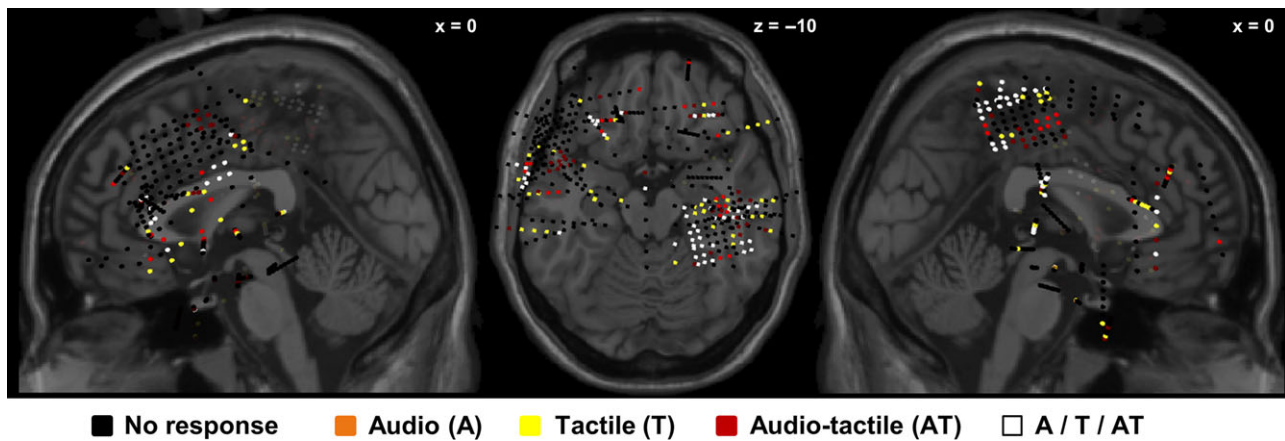 x = 0
z = –10
x = 0
No response
Audio (A)
Tactile (T)
Audio-tactile (AT)
A / T / AT